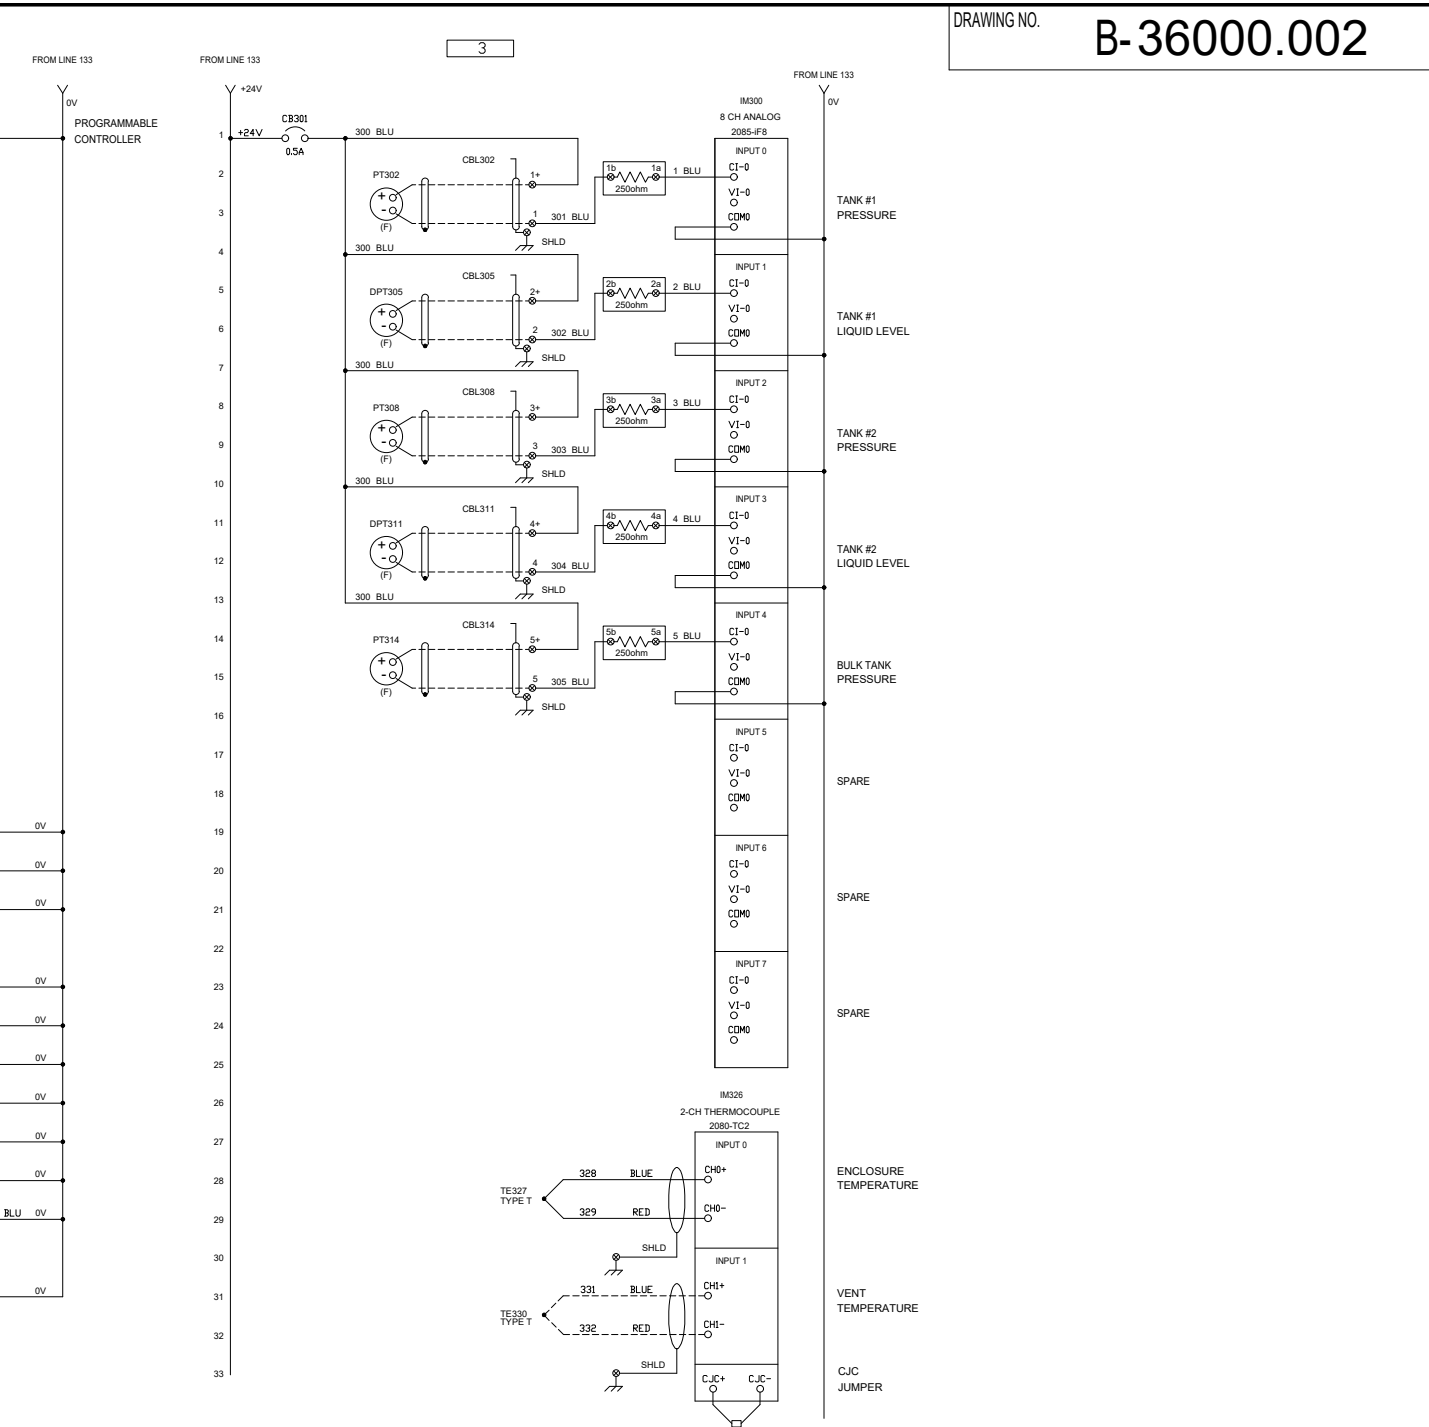 DRAWING NO. B-36000.002
3
FROM LINE 133
0V
PROGRAMMABLE
CONTROLLER
0V
0V
0V
0V
0V
0V
0V
0V
0V
BLU 0V
0V
FROM LINE 133
+24V
1
2
3
4
5
6
7
8
9
10
11
12
13
14
15
16
17
18
19
20
21
22
23
24
25
26
27
28
29
30
31
32
33
+24V
CB301
0.5A
300 BLU
PT302
+
-
(F)
CBL302
1+
1
301 BLU
SHLD
1b 1a
250ohm
1 BLU
300 BLU
DPT305
+
-
(F)
CBL305
2+
2
302 BLU
SHLD
2b 2a
250ohm
2 BLU
300 BLU
PT308
+
-
(F)
CBL308
3+
3
303 BLU
SHLD
3b 3a
250ohm
3 BLU
300 BLU
DPT311
+
-
(F)
CBL311
4+
4
304 BLU
SHLD
4b 4a
250ohm
4 BLU
300 BLU
PT314
+
-
(F)
CBL314
5+
5
305 BLU
SHLD
5b 5a
250ohm
5 BLU
IM300
8 CH ANALOG
2085-iF8
INPUT 0
CI-0
VI-0
COM0
INPUT 1
CI-0
VI-0
COM0
INPUT 2
CI-0
VI-0
COM0
INPUT 3
CI-0
VI-0
COM0
INPUT 4
CI-0
VI-0
COM0
INPUT 5
CI-0
VI-0
COM0
INPUT 6
CI-0
VI-0
COM0
INPUT 7
CI-0
VI-0
COM0
FROM LINE 133
0V
TANK #1
PRESSURE
TANK #1
LIQUID LEVEL
TANK #2
PRESSURE
TANK #2
LIQUID LEVEL
BULK TANK
PRESSURE
SPARE
SPARE
SPARE
IM326
2-CH THERMOCOUPLE
2080-TC2
INPUT 0
TE327
TYPE T
328 BLUE
CH0+
329 RED
CH0-
SHLD
ENCLOSURE
TEMPERATURE
INPUT 1
TE330
TYPE T
331 BLUE
CH1+
332 RED
CH1-
SHLD
VENT
TEMPERATURE
CJC+ CJC-
CJC
JUMPER